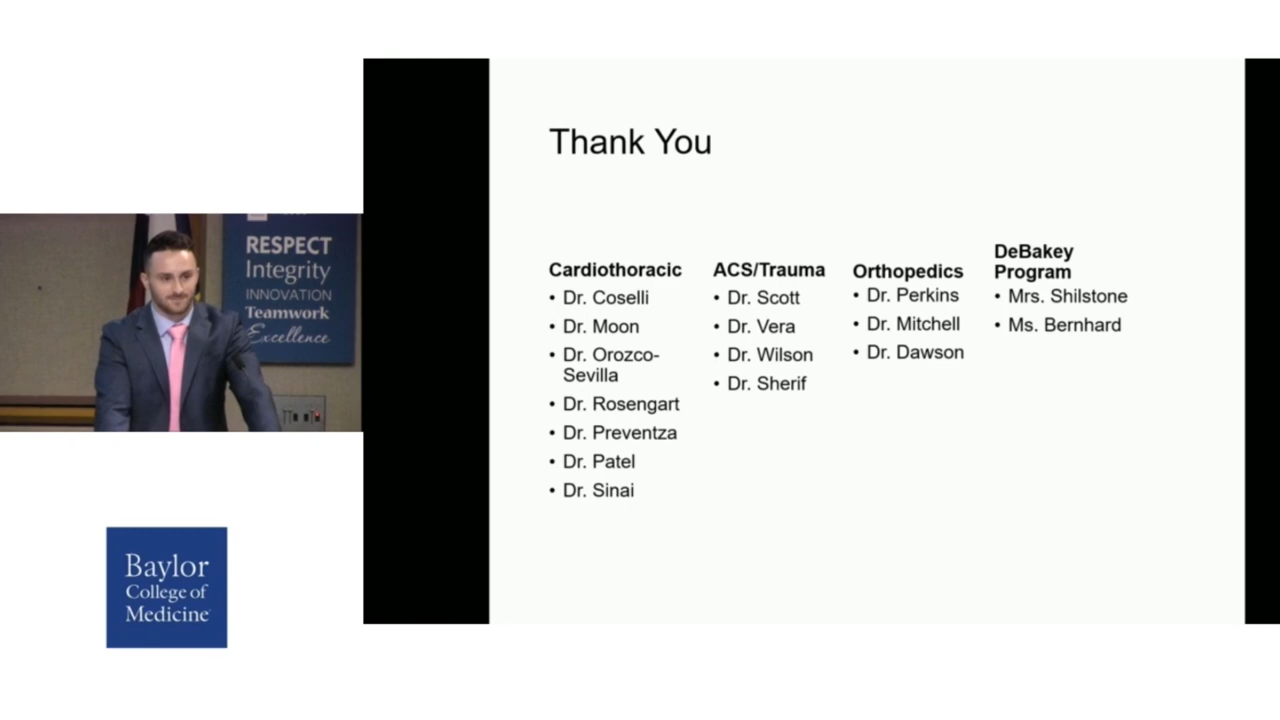 RESPECT
Integrity
INNOVATION
Teamwork
Excellence
Baylor
College of
Medicine
Thank You
Cardiothoracic
• Dr. Coselli
• Dr. Moon
• Dr. Orozco-
Sevilla
• Dr. Rosengart
• Dr. Preventza
• Dr. Patel
• Dr. Sinai
ACS/Trauma
• Dr. Scott
• Dr. Vera
• Dr. Wilson
• Dr. Sherif
Orthopedics
• Dr. Perkins
• Dr. Mitchell
• Dr. Dawson
DeBakey
Program
• Mrs. Shilstone
• Ms. Bernhard